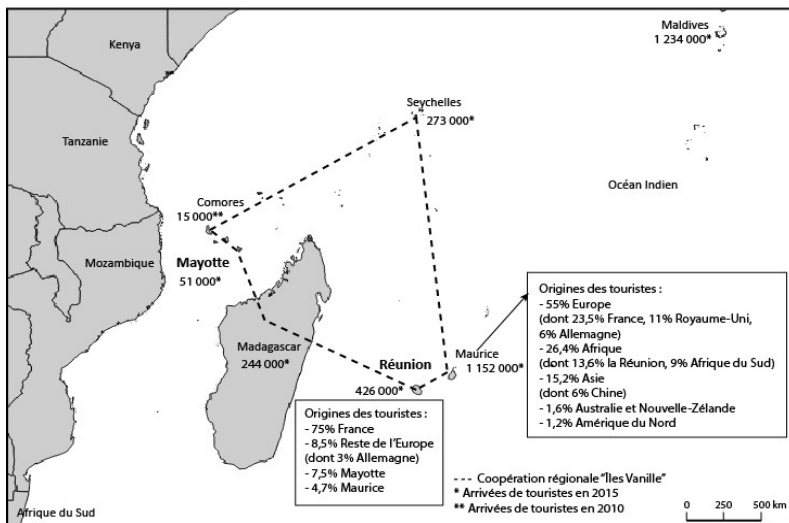 Maldives
1 234 000*
Kenya
Seychelles
273 000*
Tanzanie
Océan Indien
Comores
15 000**
Mozambique
Mayotte
51 000*
Madagascar
244 000*
Réunion
426 000*
Maurice
1 152 000*
Origines des touristes :
- 55% Europe
(dont 23,5% France, 11% Royaume-Uni,
6% Allemagne)
- 26,4% Afrique
(dont 13,6% la Réunion, 9% Afrique du Sud)
- 15,2% Asie
(dont 6% Chine)
- 1,6% Australie et Nouvelle-Zélande
- 1,2% Amérique du Nord
Origines des touristes :
- 75% France
- 8,5% Reste de l'Europe
(dont 3% Allemagne)
- 7,5% Mayotte
- 4,7% Maurice
---- Coopération régionale "Îles Vanille"
* Arrivées de touristes en 2015
** Arrivées de touristes en 2010
0 250 500 km
Afrique du Sud